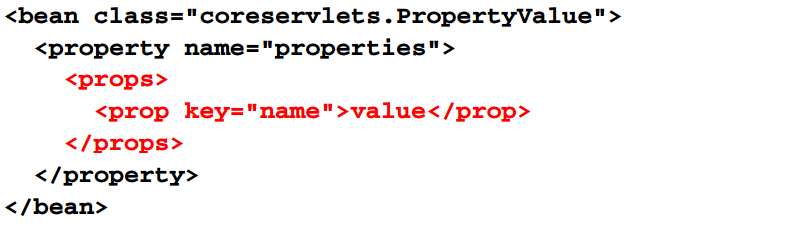 <bean class="coreservlets.PropertyValue">
  <property name="properties">
    <props>
      <prop key="name">value</prop>
    </props>
  </property>
</bean>